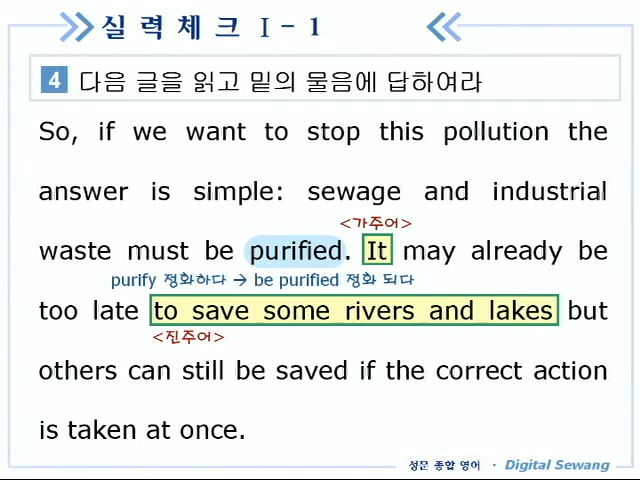 실 력 체 크 Ⅰ - 1
4 다음 글을 읽고 밑의 물음에 답하여라
So, if we want to stop this pollution the
answer is simple: sewage and industrial
<가주어>
waste must be purified. It may already be
purify 정화하다 → be purified 정화 되다
too late to save some rivers and lakes but
<진주어>
others can still be saved if the correct action
is taken at once.
정문 종합 영어 · Digital Sewang